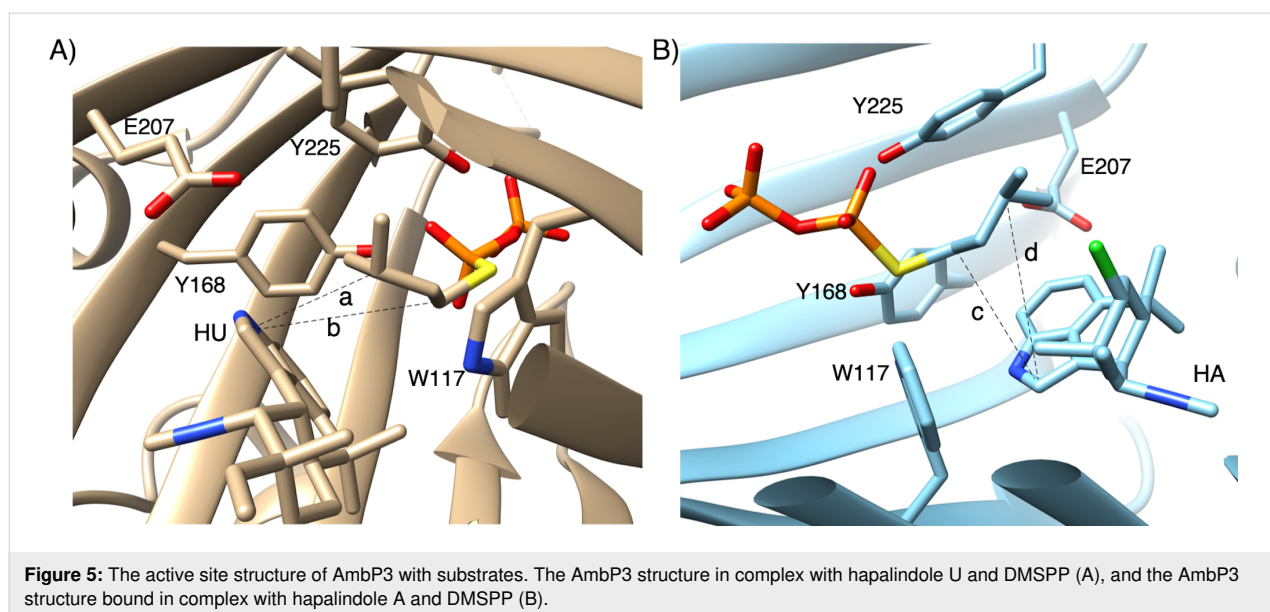 A)
E207
Y225
Y168
a
HU
b
W117
B)
Y225
E207
d
Y168
c
W117
HA
Figure 5: The active site structure of AmbP3 with substrates. The AmbP3 structure in complex with hapalindole U and DMSPP (A), and the AmbP3
structure bound in complex with hapalindole A and DMSPP (B).